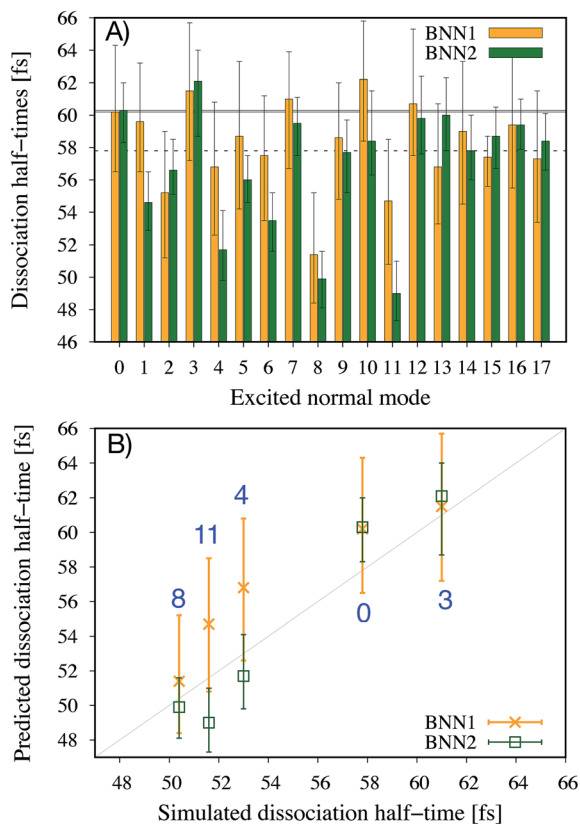 A)
BNN1
BNN2
Dissociation half-times [fs]
66
64
62
60
58
56
54
52
50
48
46
0 1 2 3 4 5 6 7 8 9 10 11 12 13 14 15 16 17
Excited normal mode
B)
Predicted dissociation half-time [fs]
66
64
62
60
58
56
54
52
50
48
8
11
4
0
3
BNN1
BNN2
48 50 52 54 56 58 60 62 64 66
Simulated dissociation half-time [fs]